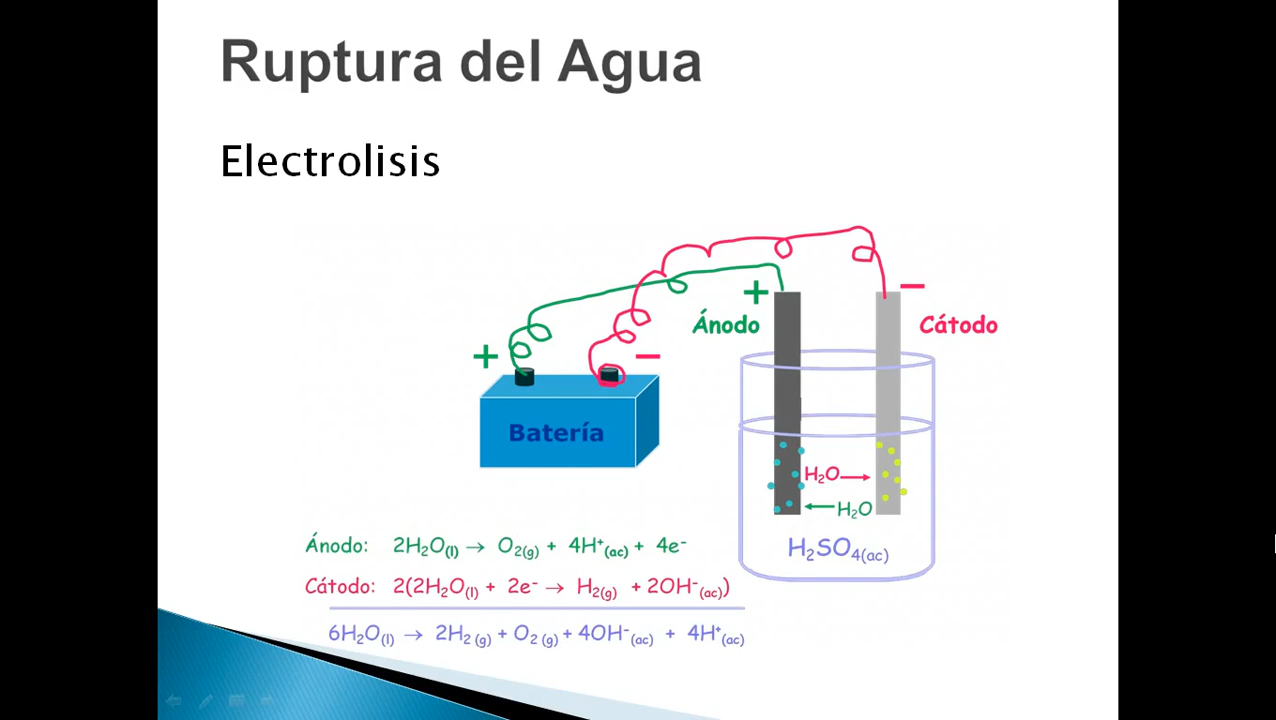 Ruptura del Agua
Electrolisis
+
−
Ánodo
Cátodo
+
−
Batería
H₂O
H₂O
H₂SO₄(ac)
Ánodo: 2H₂O(l) → O₂(g) + 4H⁺(ac) + 4e⁻
Cátodo: 2(2H₂O(l) + 2e⁻ → H₂(g) + 2OH⁻(ac))
6H₂O(l) → 2H₂ (g) + O₂ (g) + 4OH⁻(ac) + 4H⁺(ac)